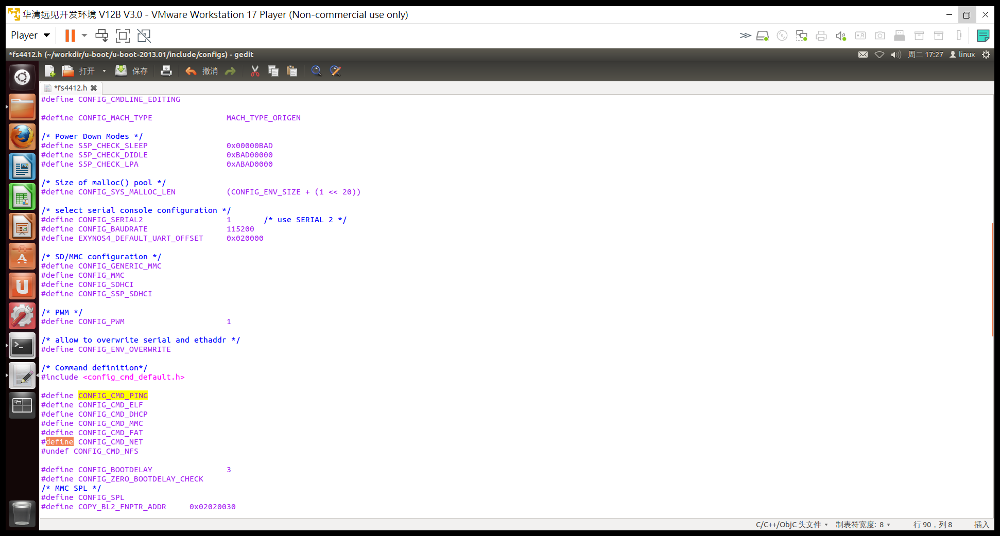 华清远见开发环境 V12B V3.0 - VMware Workstation 17 Player (Non-commercial use only)
Player
*fs4412.h (~/workdir/u-boot/u-boot-2013.01/include/configs) - gedit
周二 17:27 linux
打开 保存 撤消
*fs4412.h
#define CONFIG_CMDLINE_EDITING
#define CONFIG_MACH_TYPE MACH_TYPE_ORIGEN
/* Power Down Modes */
#define S5P_CHECK_SLEEP 0x00000BAD
#define S5P_CHECK_DIDLE 0xBAD00000
#define S5P_CHECK_LPA 0xABAD0000
/* Size of malloc() pool */
#define CONFIG_SYS_MALLOC_LEN (CONFIG_ENV_SIZE + (1 << 20))
/* select serial console configuration */
#define CONFIG_SERIAL2 1 /* use SERIAL 2 */
#define CONFIG_BAUDRATE 115200
#define EXYNOS4_DEFAULT_UART_OFFSET 0x020000
/* SD/MMC configuration */
#define CONFIG_GENERIC_MMC
#define CONFIG_MMC
#define CONFIG_SDHCI
#define CONFIG_S5P_SDHCI
/* PWM */
#define CONFIG_PWM 1
/* allow to overwrite serial and ethaddr */
#define CONFIG_ENV_OVERWRITE
/* Command definition*/
#include <config_cmd_default.h>
#define CONFIG_CMD_PING
#define CONFIG_CMD_ELF
#define CONFIG_CMD_DHCP
#define CONFIG_CMD_MMC
#define CONFIG_CMD_FAT
#define CONFIG_CMD_NET
#undef CONFIG_CMD_NFS
#define CONFIG_BOOTDELAY 3
#define CONFIG_ZERO_BOOTDELAY_CHECK
/* MMC SPL */
#define CONFIG_SPL
#define COPY_BL2_FNPTR_ADDR 0x02020030
C/C++/ObjC 头文件 制表符宽度: 8 行 90，列 8 插入